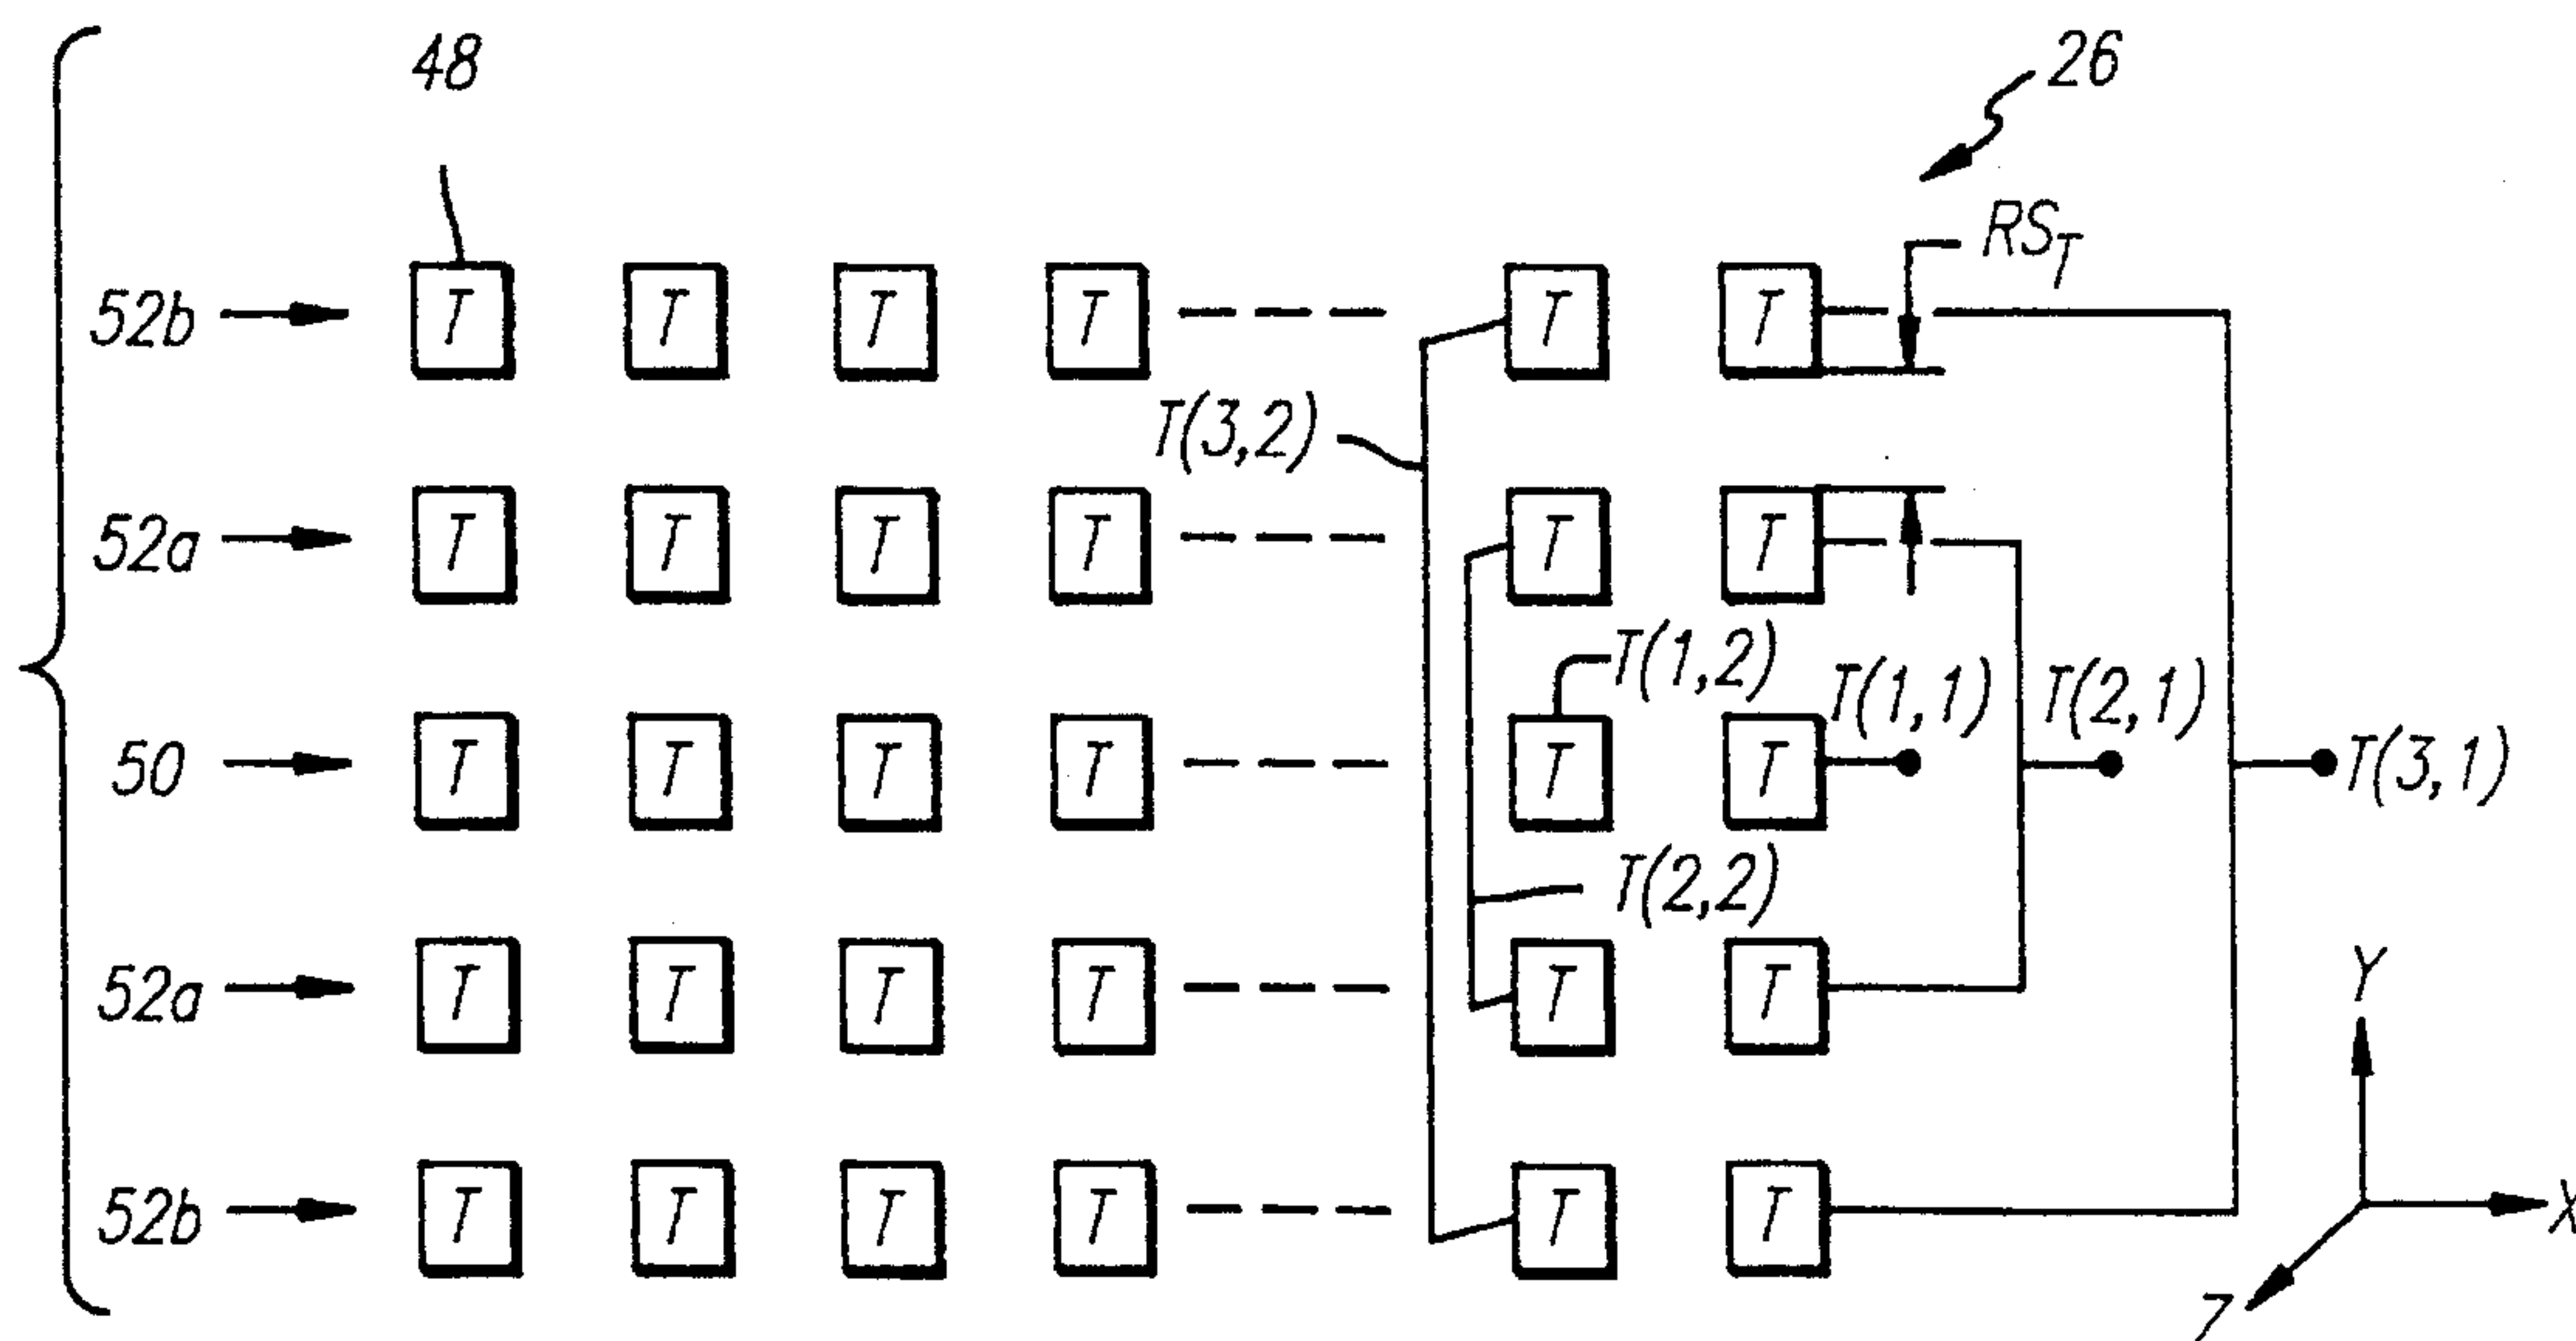 48
26
RS_T
52b T T T T T T
T(3,2)
52a T T T T T T
T(1,2)
T(1,1) T(2,1)
50 T T T T T T
T(3,1)
T(2,2)
Y
52a T T T T T T
52b T T T T T T
X
Z